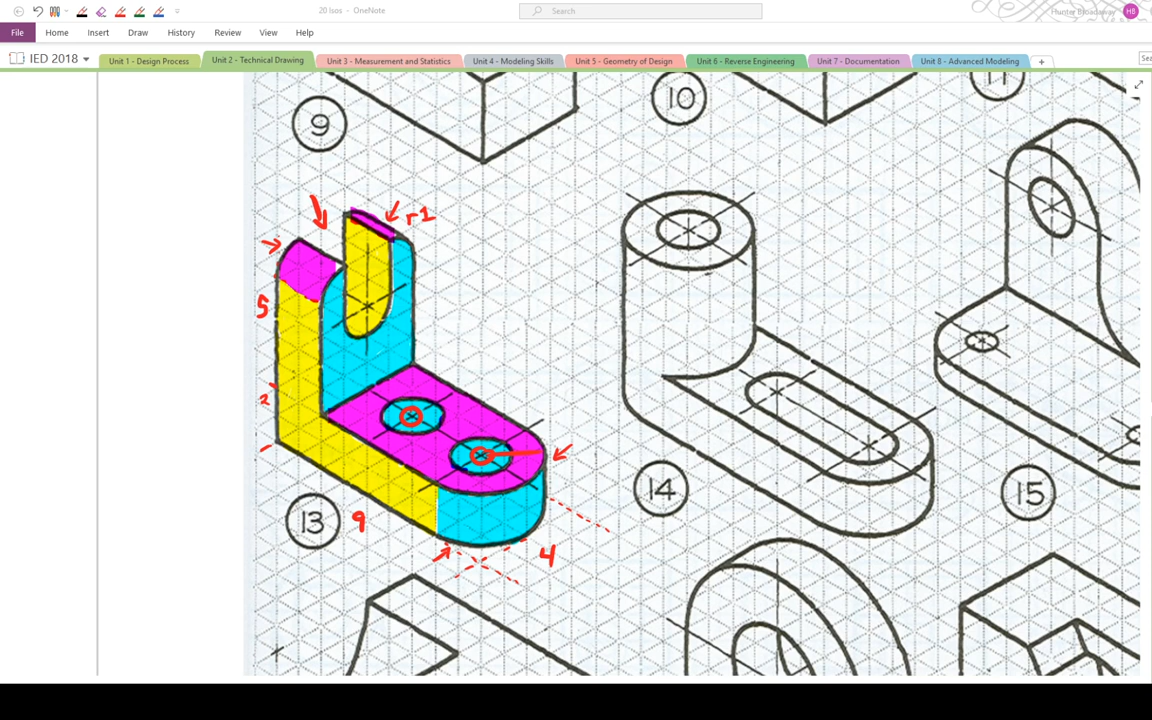 20 Isos - OneNote
Search
Hunter Broadaway
HB
File
Home
Insert
Draw
History
Review
View
Help
IED 2018
Unit 1 - Design Process
Unit 2 - Technical Drawing
Unit 3 - Measurement and Statistics
Unit 4 - Modeling Skills
Unit 5 - Geometry of Design
Unit 6 - Reverse Engineering
Unit 7 - Documentation
Unit 8 - Advanced Modeling
+
Sea
9
10
11
r1
5
2
13
9
4
14
15